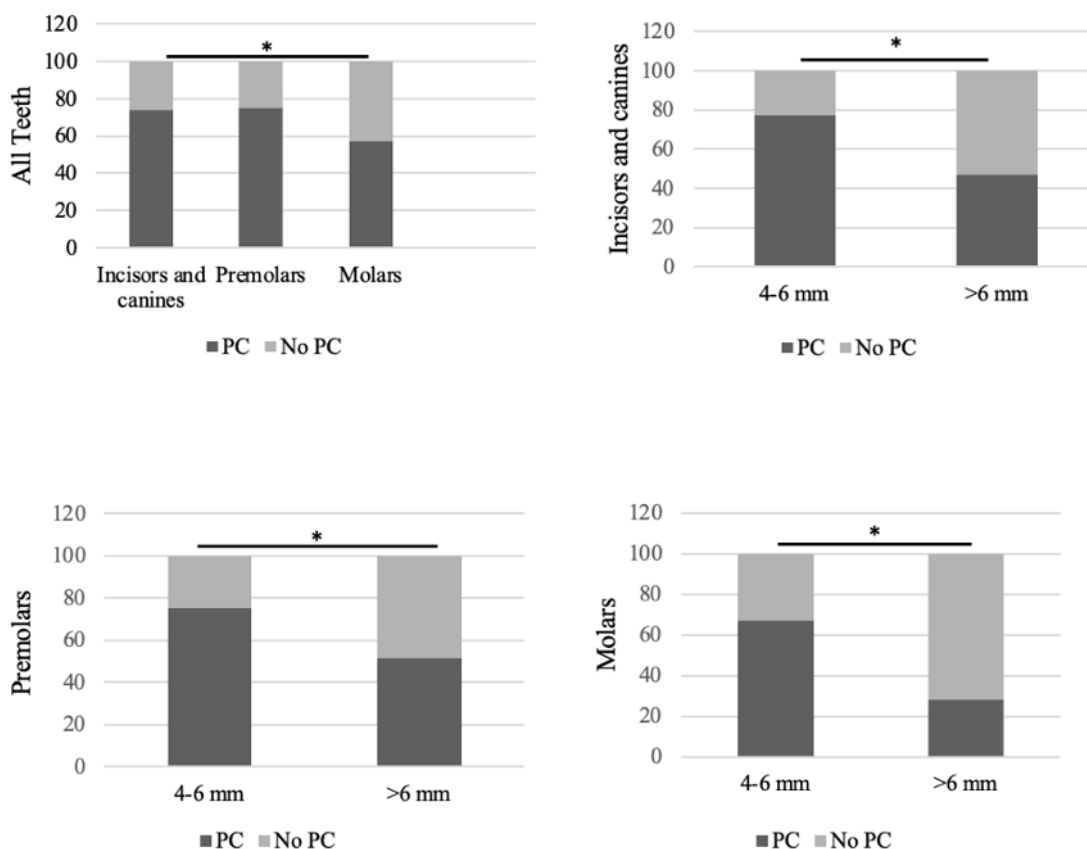 All Teeth
120
100
80
60
40
20
0
*
Incisors and
canines
Premolars
Molars
PC No PC
Incisors and canines
120
100
80
60
40
20
0
*
4-6 mm >6 mm
PC No PC
Premolars
120
100
80
60
40
20
0
*
4-6 mm >6 mm
PC No PC
Molars
120
100
80
60
40
20
0
*
4-6 mm >6 mm
PC No PC